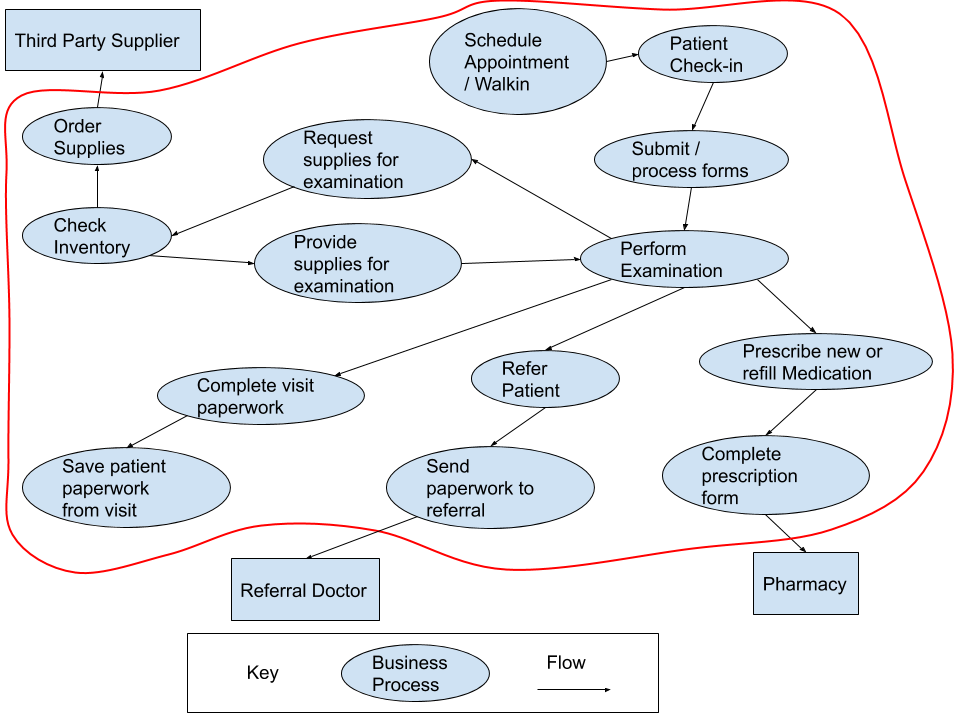 Third Party Supplier
Schedule
Appointment
/ Walkin
Patient
Check-in
Order
Supplies
Request
supplies for
examination
Submit /
process forms
Check
Inventory
Provide
supplies for
examination
Perform
Examination
Complete visit
paperwork
Refer
Patient
Prescribe new or
refill Medication
Save patient
paperwork
from visit
Send
paperwork to
referral
Complete
prescription
form
Referral Doctor
Pharmacy
Key
Business
Process
Flow